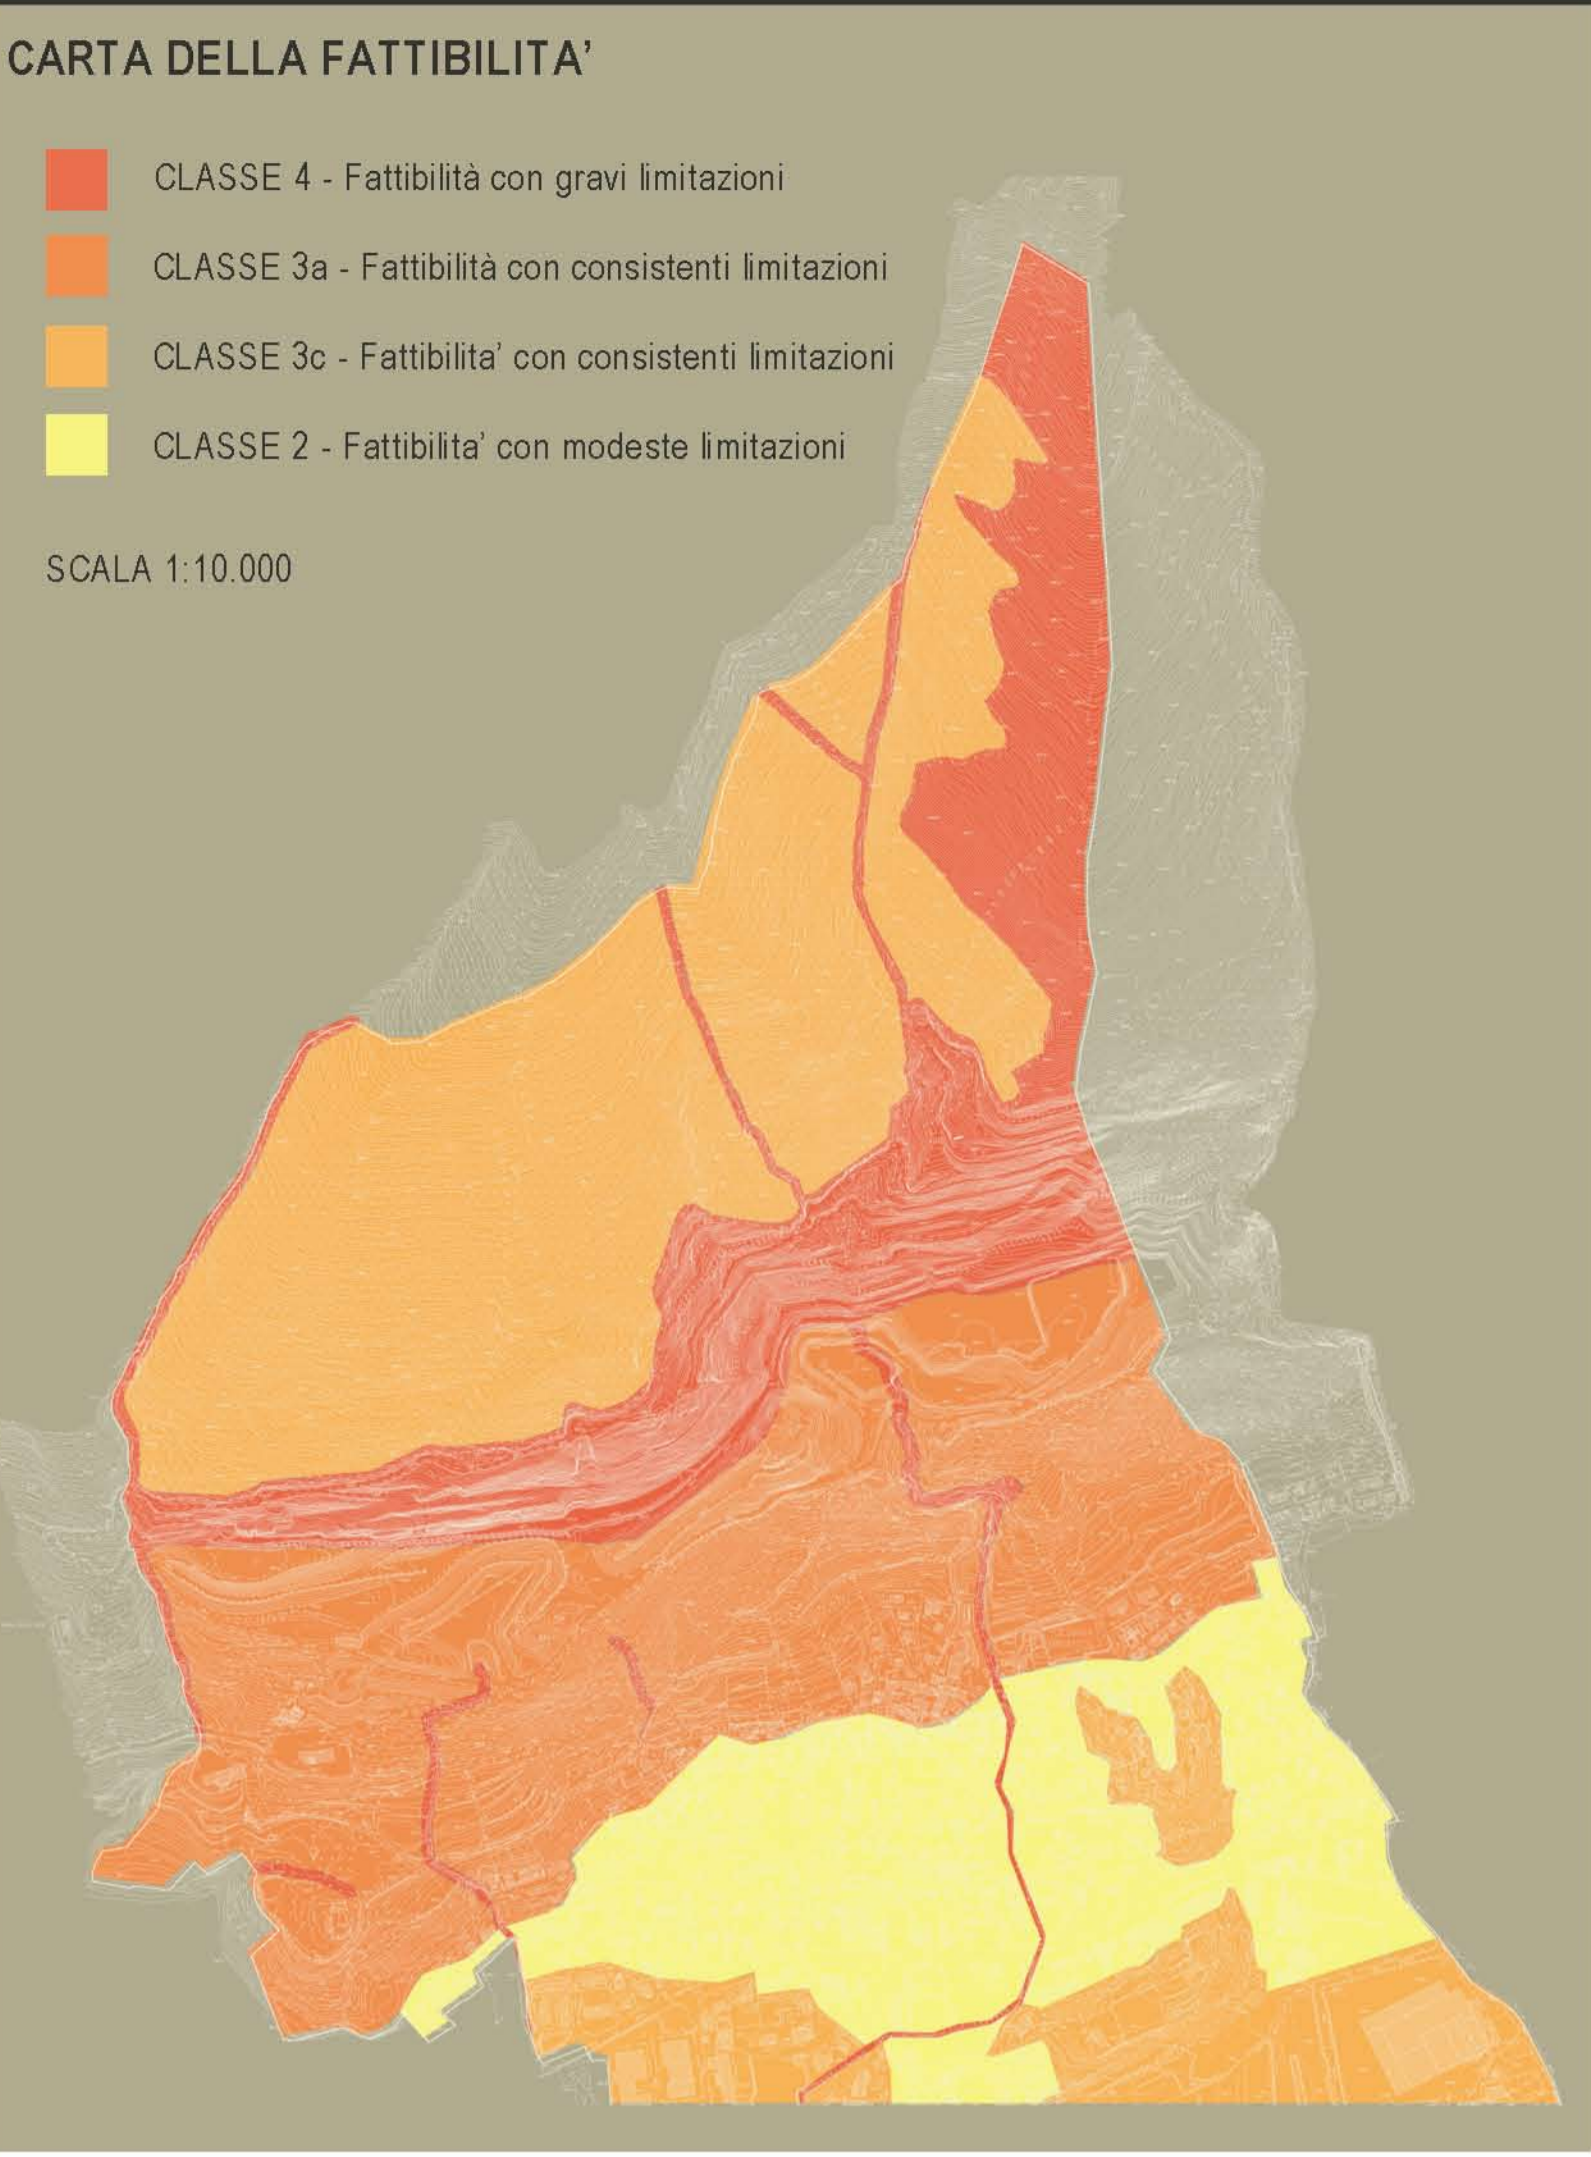 CARTA DELLA FATTIBILITA'
CLASSE 4 - Fattibilità con gravi limitazioni
CLASSE 3a - Fattibilità con consistenti limitazioni
CLASSE 3c - Fattibilita' con consistenti limitazioni
CLASSE 2 - Fattibilita' con modeste limitazioni
SCALA 1:10.000